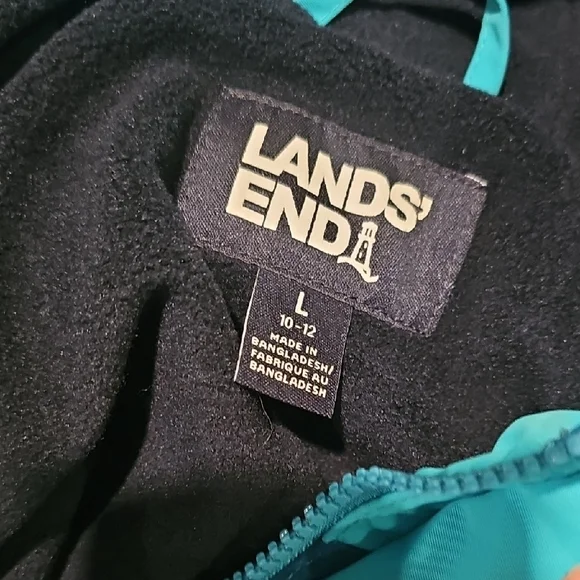 LANDS'
END
L
10-12
MADE IN
BANGLADESH/
FABRIQUE AU
BANGLADESH